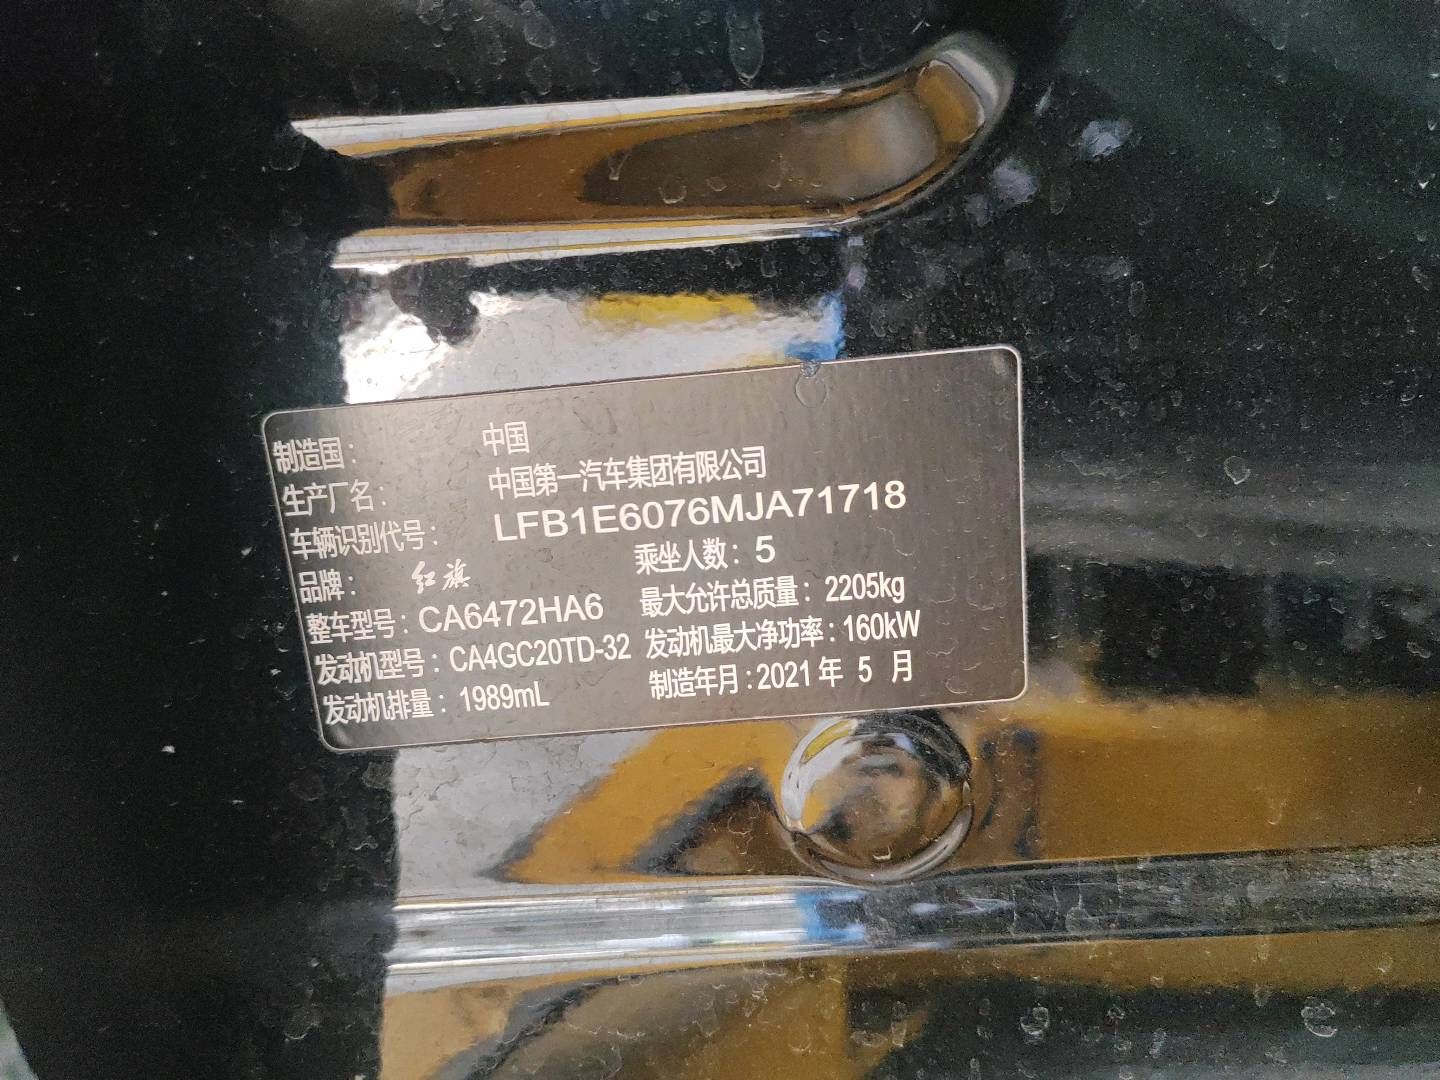 制造国： 中国
生产厂名： 中国第一汽车集团有限公司
车辆识别代号： LFB1E6076MJA71718
品牌： 红旗 乘坐人数：5
整车型号：CA6472HA6 最大允许总质量：2205kg
发动机型号：CA4GC20TD-32 发动机最大净功率：160kW
发动机排量：1989mL 制造年月：2021年 5 月